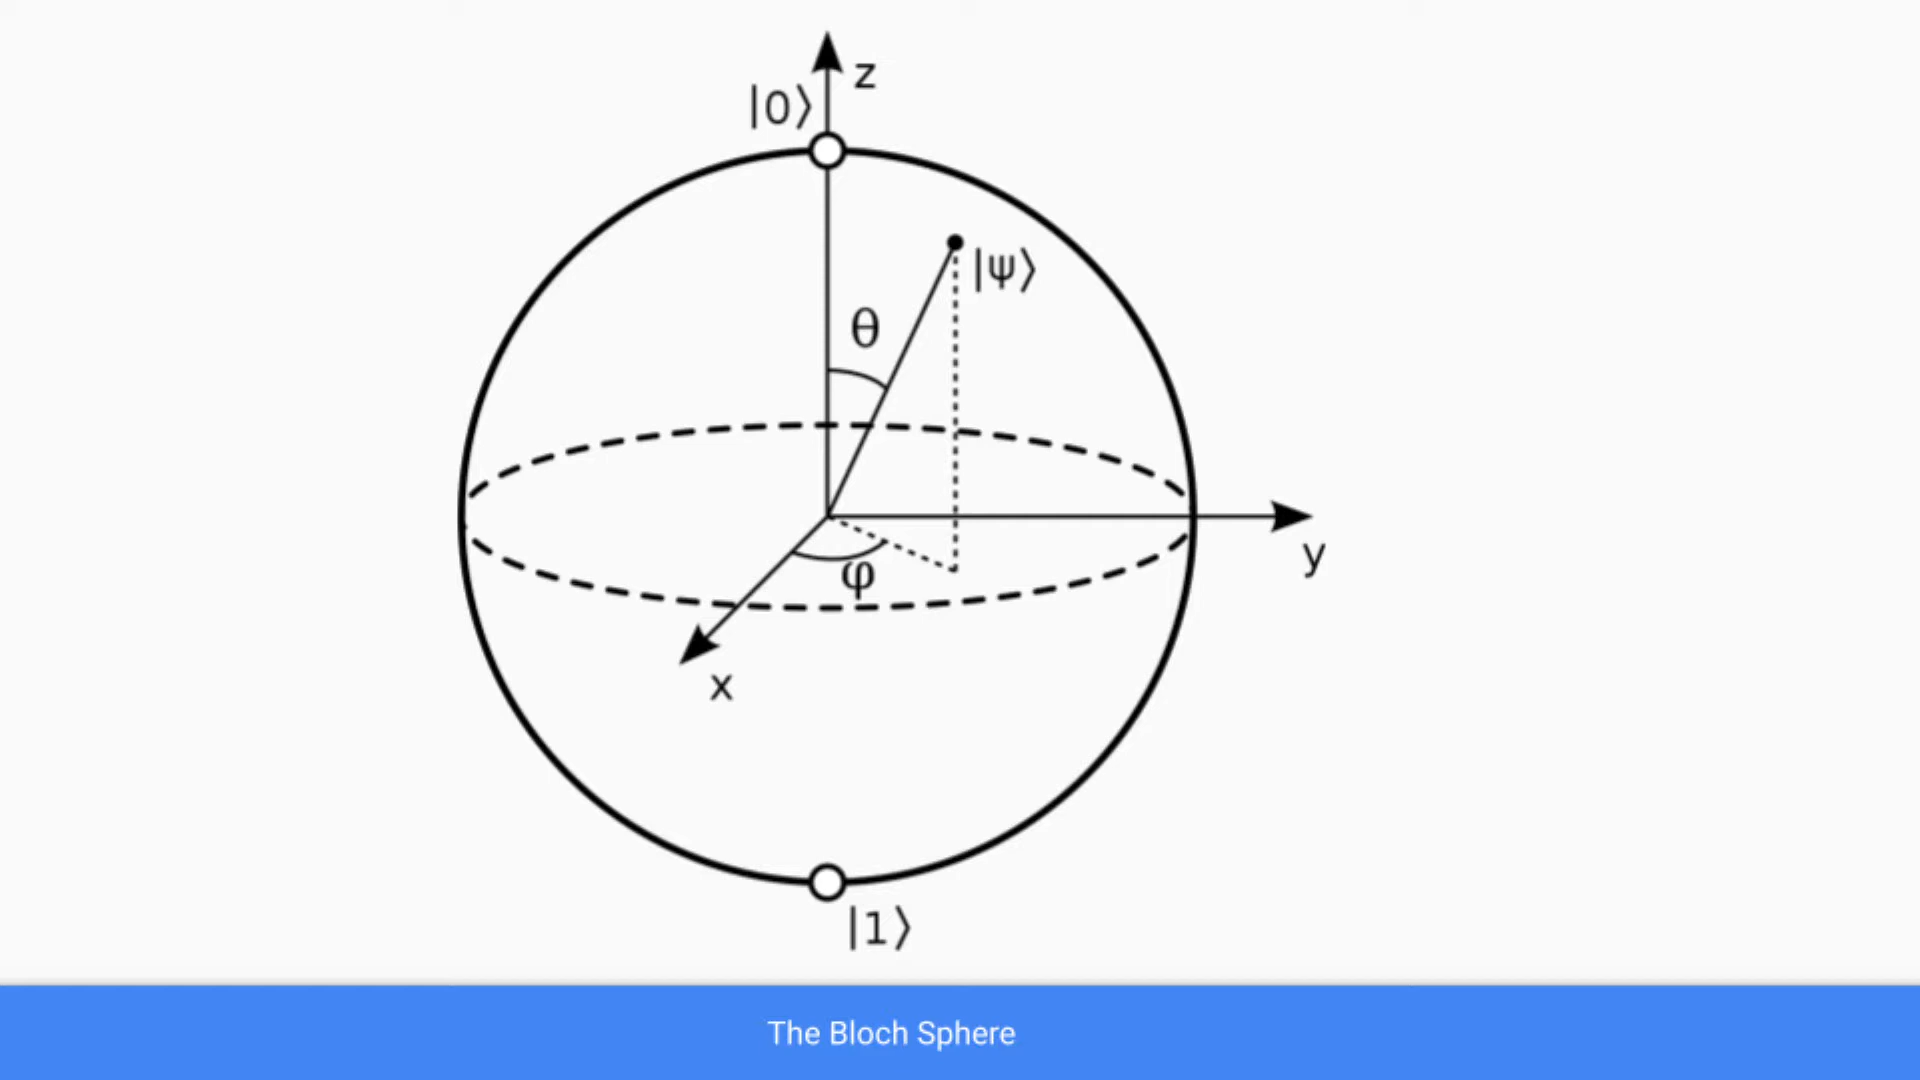 z
|0⟩
|ψ⟩
θ
y
φ
x
|1⟩
The Bloch Sphere